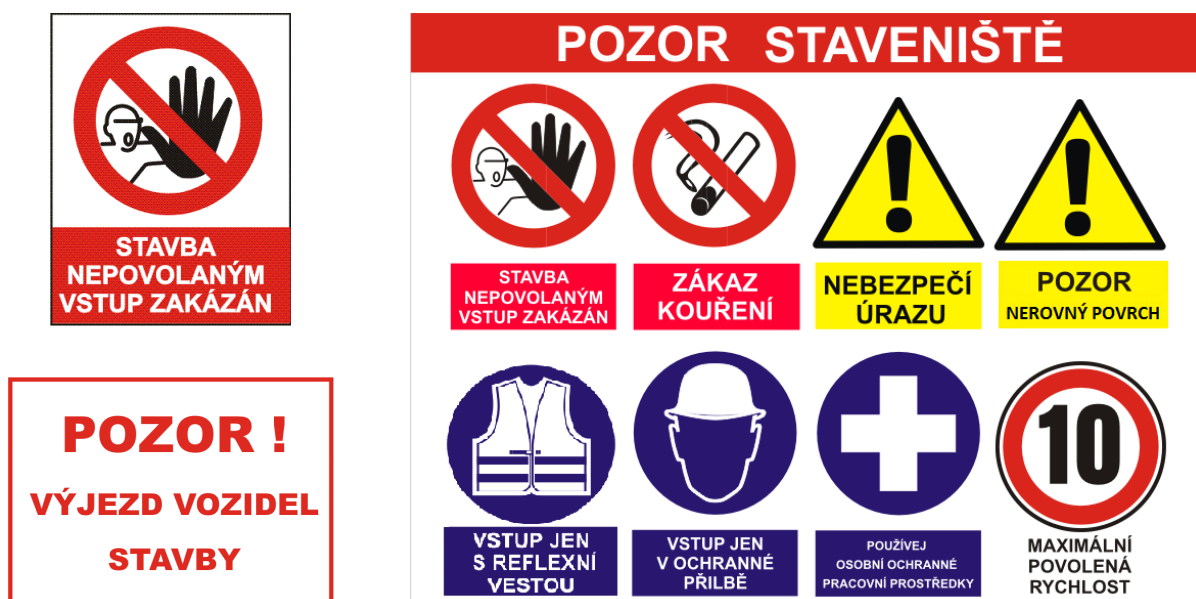 STAVBA
NEPOVOLANÝM
VSTUP ZAKÁZÁN
POZOR !
VÝJEZD VOZIDEL
STAVBY
POZOR STAVENIŠTĚ
STAVBA
NEPOVOLANÝM
VSTUP ZAKÁZÁN
ZÁKAZ
KOUŘENÍ
NEBEZPEČÍ
ÚRAZU
POZOR
NEROVNÝ POVRCH
VSTUP JEN
S REFLEXNÍ
VESTOU
VSTUP JEN
V OCHRANNÉ
PŘILBĚ
POUŽÍVEJ
OSOBNÍ OCHRANNÉ
PRACOVNÍ PROSTŘEDKY
10
MAXIMÁLNÍ
POVOLENÁ
RYCHLOST